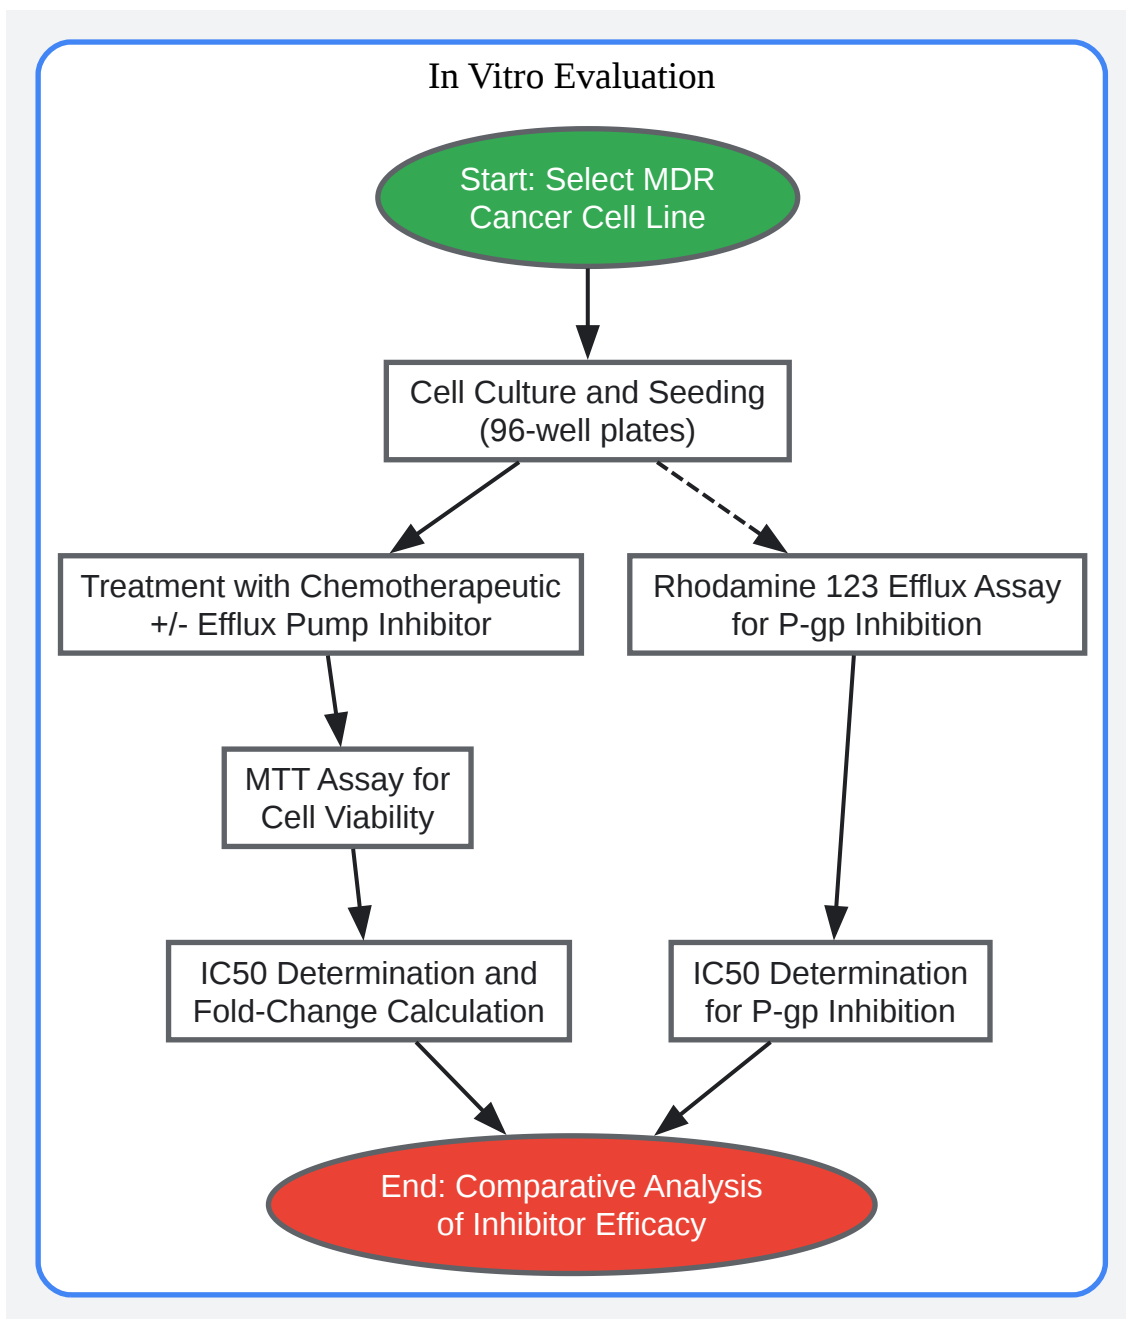 In Vitro Evaluation
Start: Select MDR
Cancer Cell Line
Cell Culture and Seeding
(96-well plates)
Treatment with Chemotherapeutic
+/- Efflux Pump Inhibitor
Rhodamine 123 Efflux Assay
for P-gp Inhibition
MTT Assay for
Cell Viability
IC50 Determination and
Fold-Change Calculation
IC50 Determination
for P-gp Inhibition
End: Comparative Analysis
of Inhibitor Efficacy